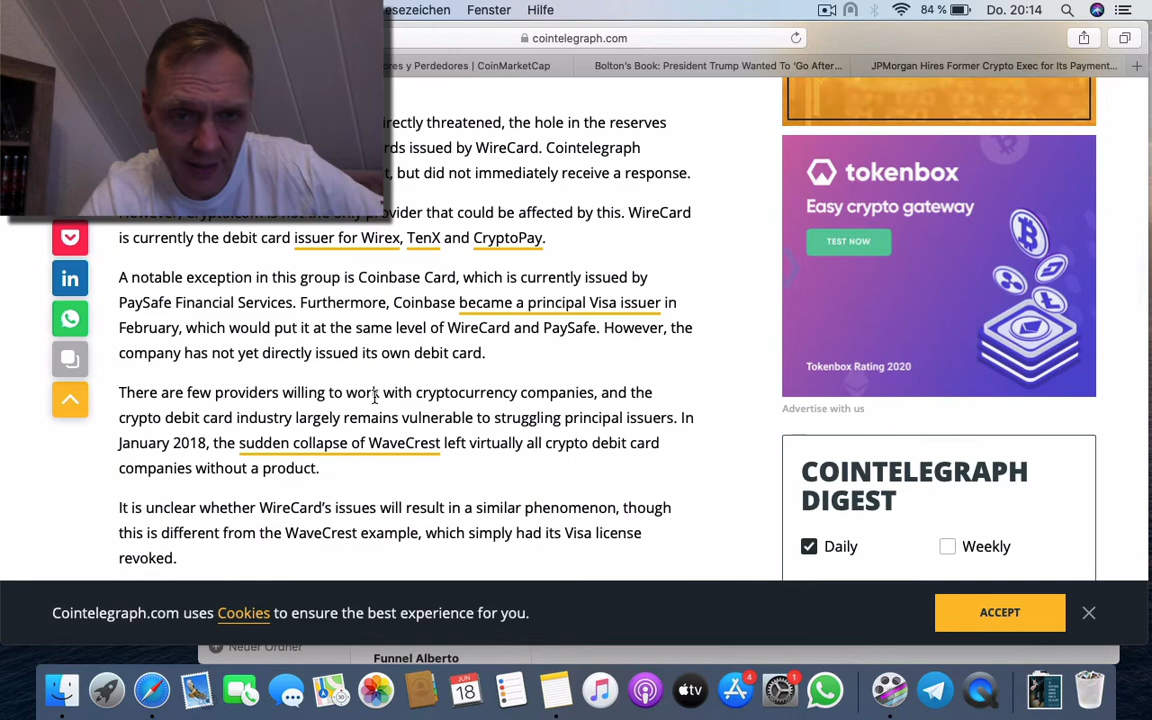 esezeichen Fenster Hilfe 84 % Do. 20:14
cointelegraph.com
ores y Perdedores | CoinMarketCap Bolton's Book: President Trump Wanted To 'Go After... JPMorgan Hires Former Crypto Exec for Its Payment...
irectly threatened, the hole in the reserves
rds issued by WireCard. Cointelegraph
t, but did not immediately receive a response.
However, Crypto.com is not the only provider that could be affected by this. WireCard
is currently the debit card issuer for Wirex, TenX and CryptoPay.
A notable exception in this group is Coinbase Card, which is currently issued by
PaySafe Financial Services. Furthermore, Coinbase became a principal Visa issuer in
February, which would put it at the same level of WireCard and PaySafe. However, the
company has not yet directly issued its own debit card.
There are few providers willing to work with cryptocurrency companies, and the
crypto debit card industry largely remains vulnerable to struggling principal issuers. In
January 2018, the sudden collapse of WaveCrest left virtually all crypto debit card
companies without a product.
It is unclear whether WireCard's issues will result in a similar phenomenon, though
this is different from the WaveCrest example, which simply had its Visa license
revoked.
tokenbox
Easy crypto gateway
TEST NOW
Tokenbox Rating 2020
Advertise with us
COINTELEGRAPH
DIGEST
Daily Weekly
Cointelegraph.com uses Cookies to ensure the best experience for you.
ACCEPT
Neuer Ordner
Funnel Alberto
JUN
18
tv
4
1